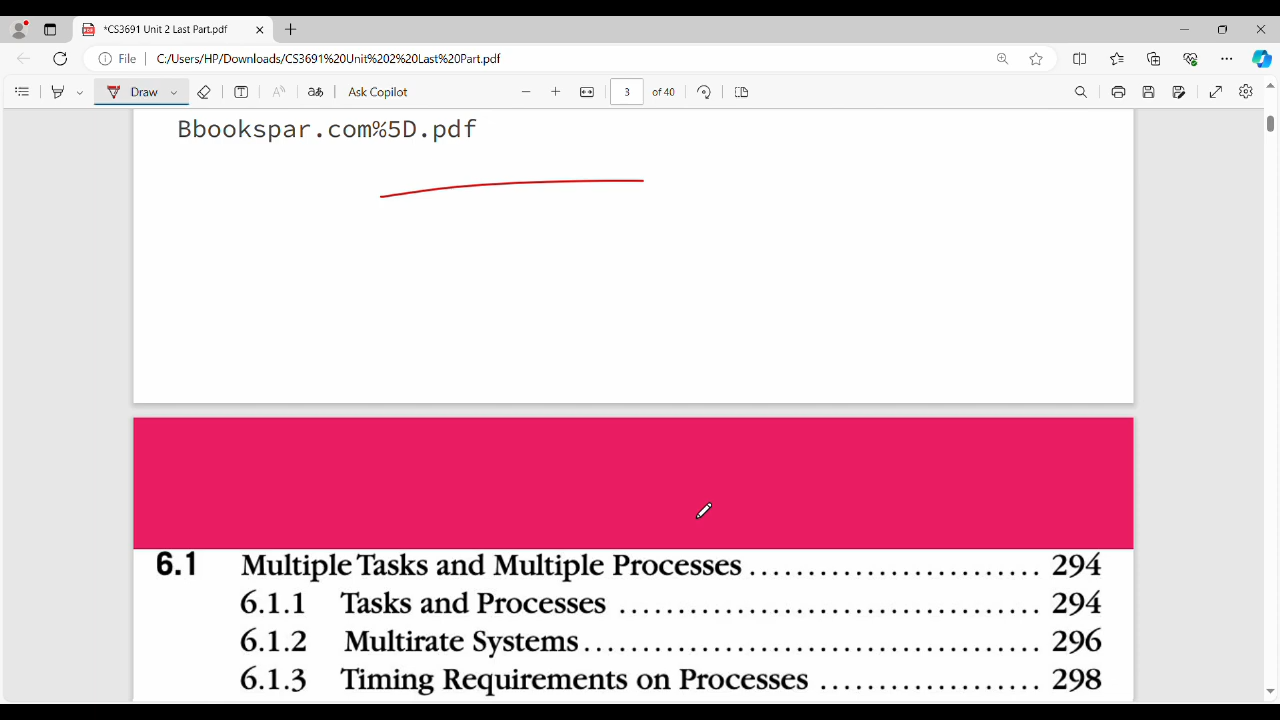 *CS3691 Unit 2 Last Part.pdf
File C:/Users/HP/Downloads/CS3691%20Unit%202%20Last%20Part.pdf
Draw aあ Ask Copilot 3 of 40
Bbookspar.com%5D.pdf
6.1 Multiple Tasks and Multiple Processes ........................ 294
6.1.1 Tasks and Processes ................................... 294
6.1.2 Multirate Systems...................................... 296
6.1.3 Timing Requirements on Processes .................. 298